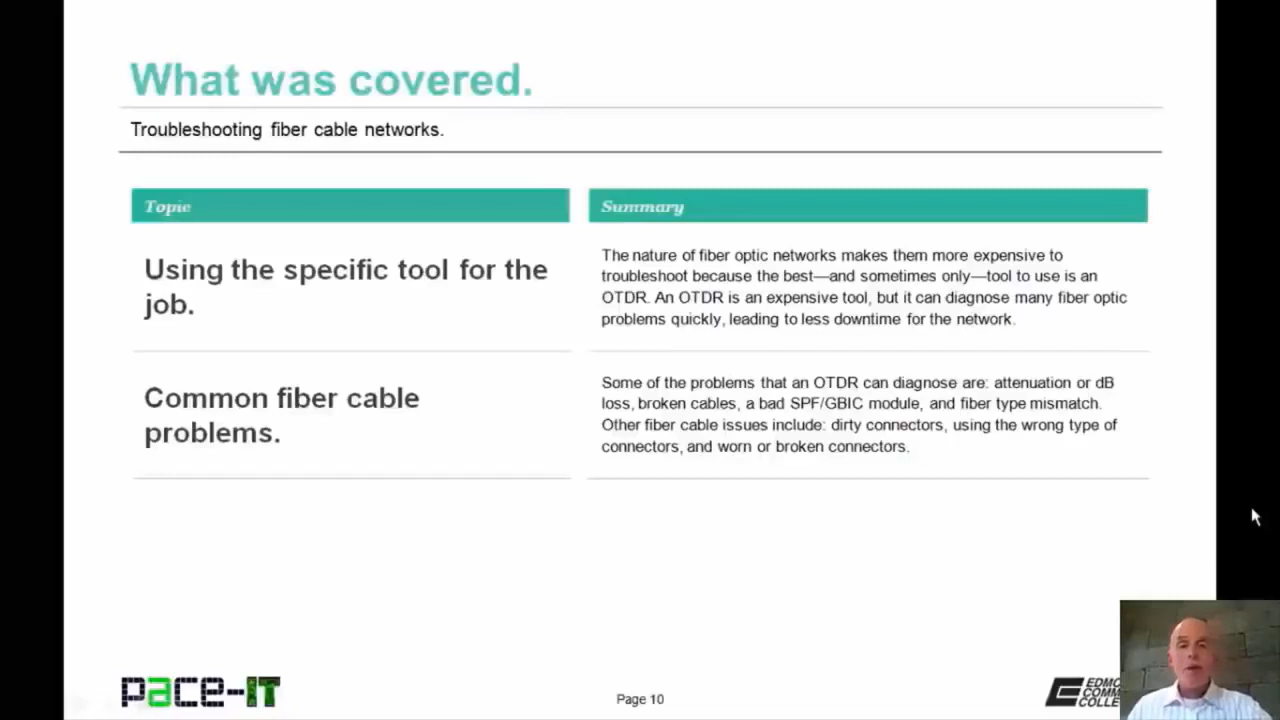 What was covered.
Troubleshooting fiber cable networks.
Topic
Summary
Using the specific tool for the
job.
The nature of fiber optic networks makes them more expensive to
troubleshoot because the best—and sometimes only—tool to use is an
OTDR. An OTDR is an expensive tool, but it can diagnose many fiber optic
problems quickly, leading to less downtime for the network.
Common fiber cable
problems.
Some of the problems that an OTDR can diagnose are: attenuation or dB
loss, broken cables, a bad SPF/GBIC module, and fiber type mismatch.
Other fiber cable issues include: dirty connectors, using the wrong type of
connectors, and worn or broken connectors.
pace-IT
Page 10
EDMO
COMM
COLLE